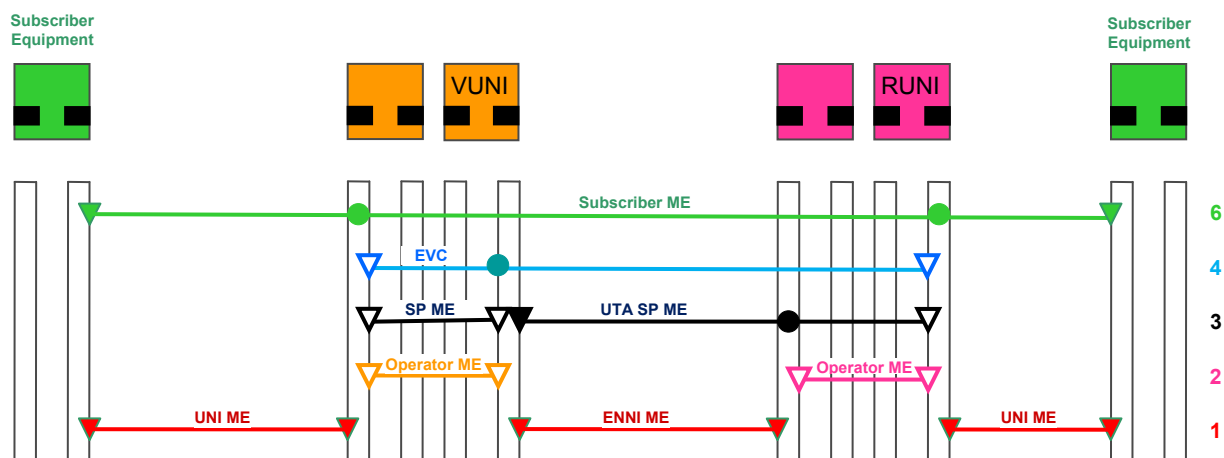 Subscriber
Equipment
Subscriber
Equipment
VUNI
RUNI
Subscriber ME
6
EVC
4
SP ME
UTA SP ME
3
Operator ME
Operator ME
2
UNI ME
ENNI ME
UNI ME
1